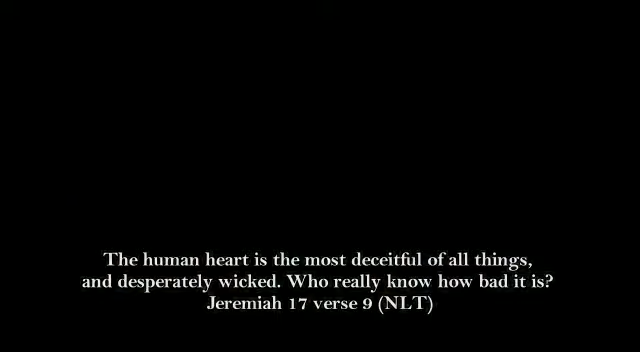 The human heart is the most deceitful of all things,
and desperately wicked. Who really know how bad it is?
Jeremiah 17 verse 9 (NLT)